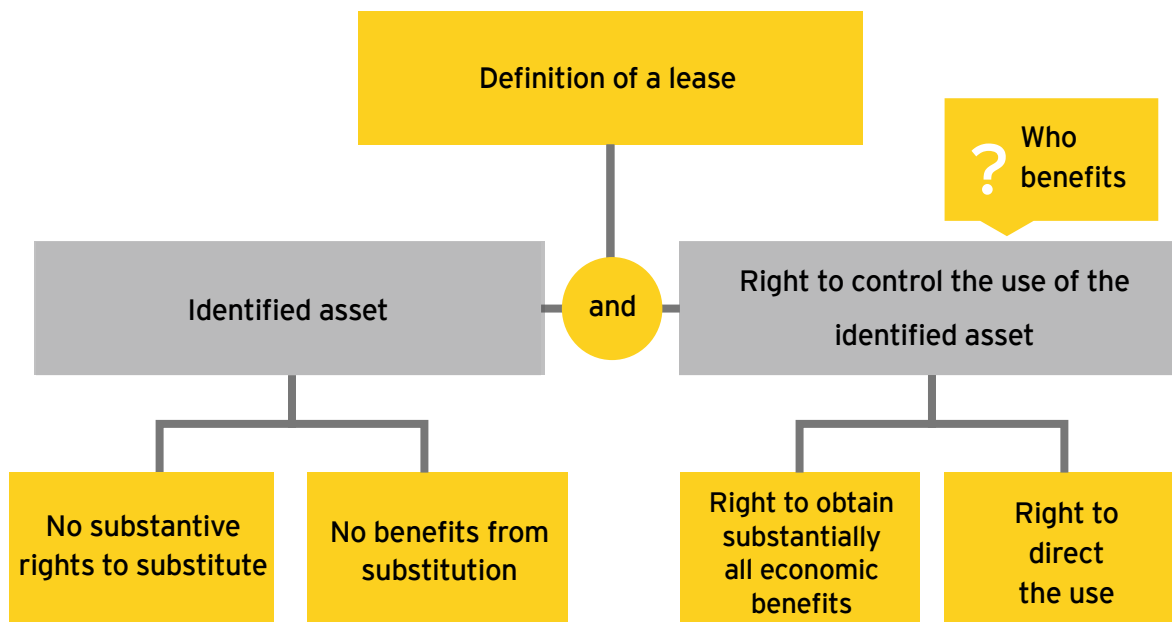 Definition of a lease
?
Who
benefits
Identified asset
and
Right to control the use of the
identified asset
No substantive
rights to substitute
No benefits from
substitution
Right to obtain
substantially
all economic
benefits
Right to
direct
the use